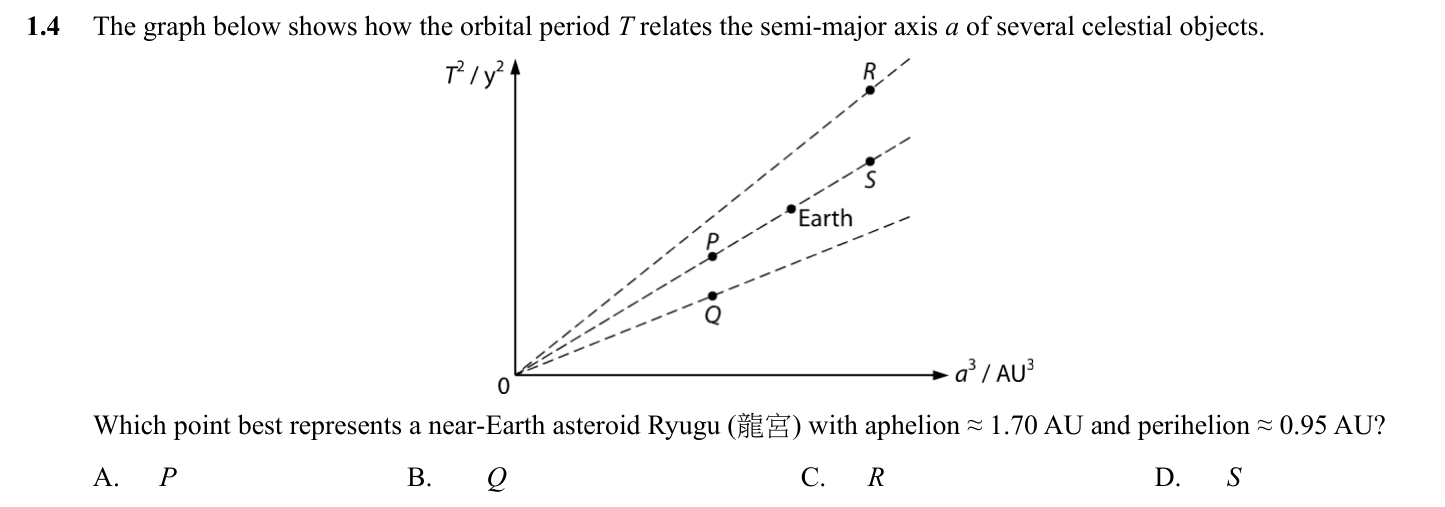 1.4 The graph below shows how the orbital period T relates the semi-major axis a of several celestial objects.
T² / y²
R
S
Earth
P
Q
0
a³ / AU³
Which point best represents a near-Earth asteroid Ryugu (龍宮) with aphelion ≈ 1.70 AU and perihelion ≈ 0.95 AU?
A. P B. Q C. R D. S